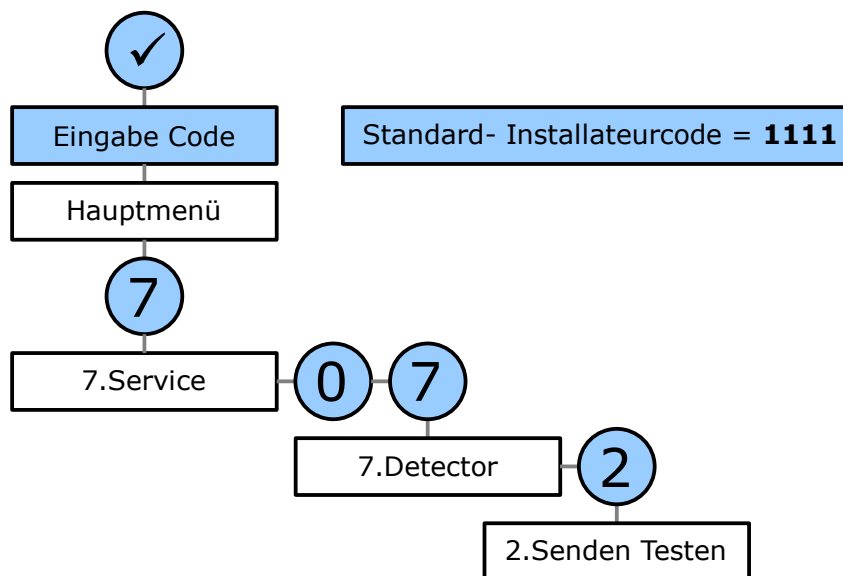 ✓
Eingabe Code
Standard- Installateurcode = 1111
Hauptmenü
7
7.Service
0
7
7.Detector
2
2.Senden Testen